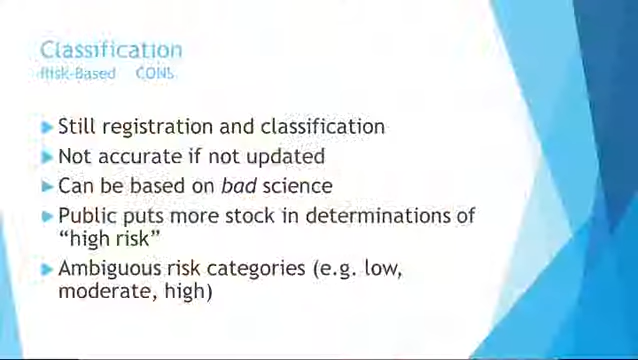 Classification
Risk-Based CONS
Still registration and classification
Not accurate if not updated
Can be based on bad science
Public puts more stock in determinations of
“high risk”
Ambiguous risk categories (e.g. low,
moderate, high)